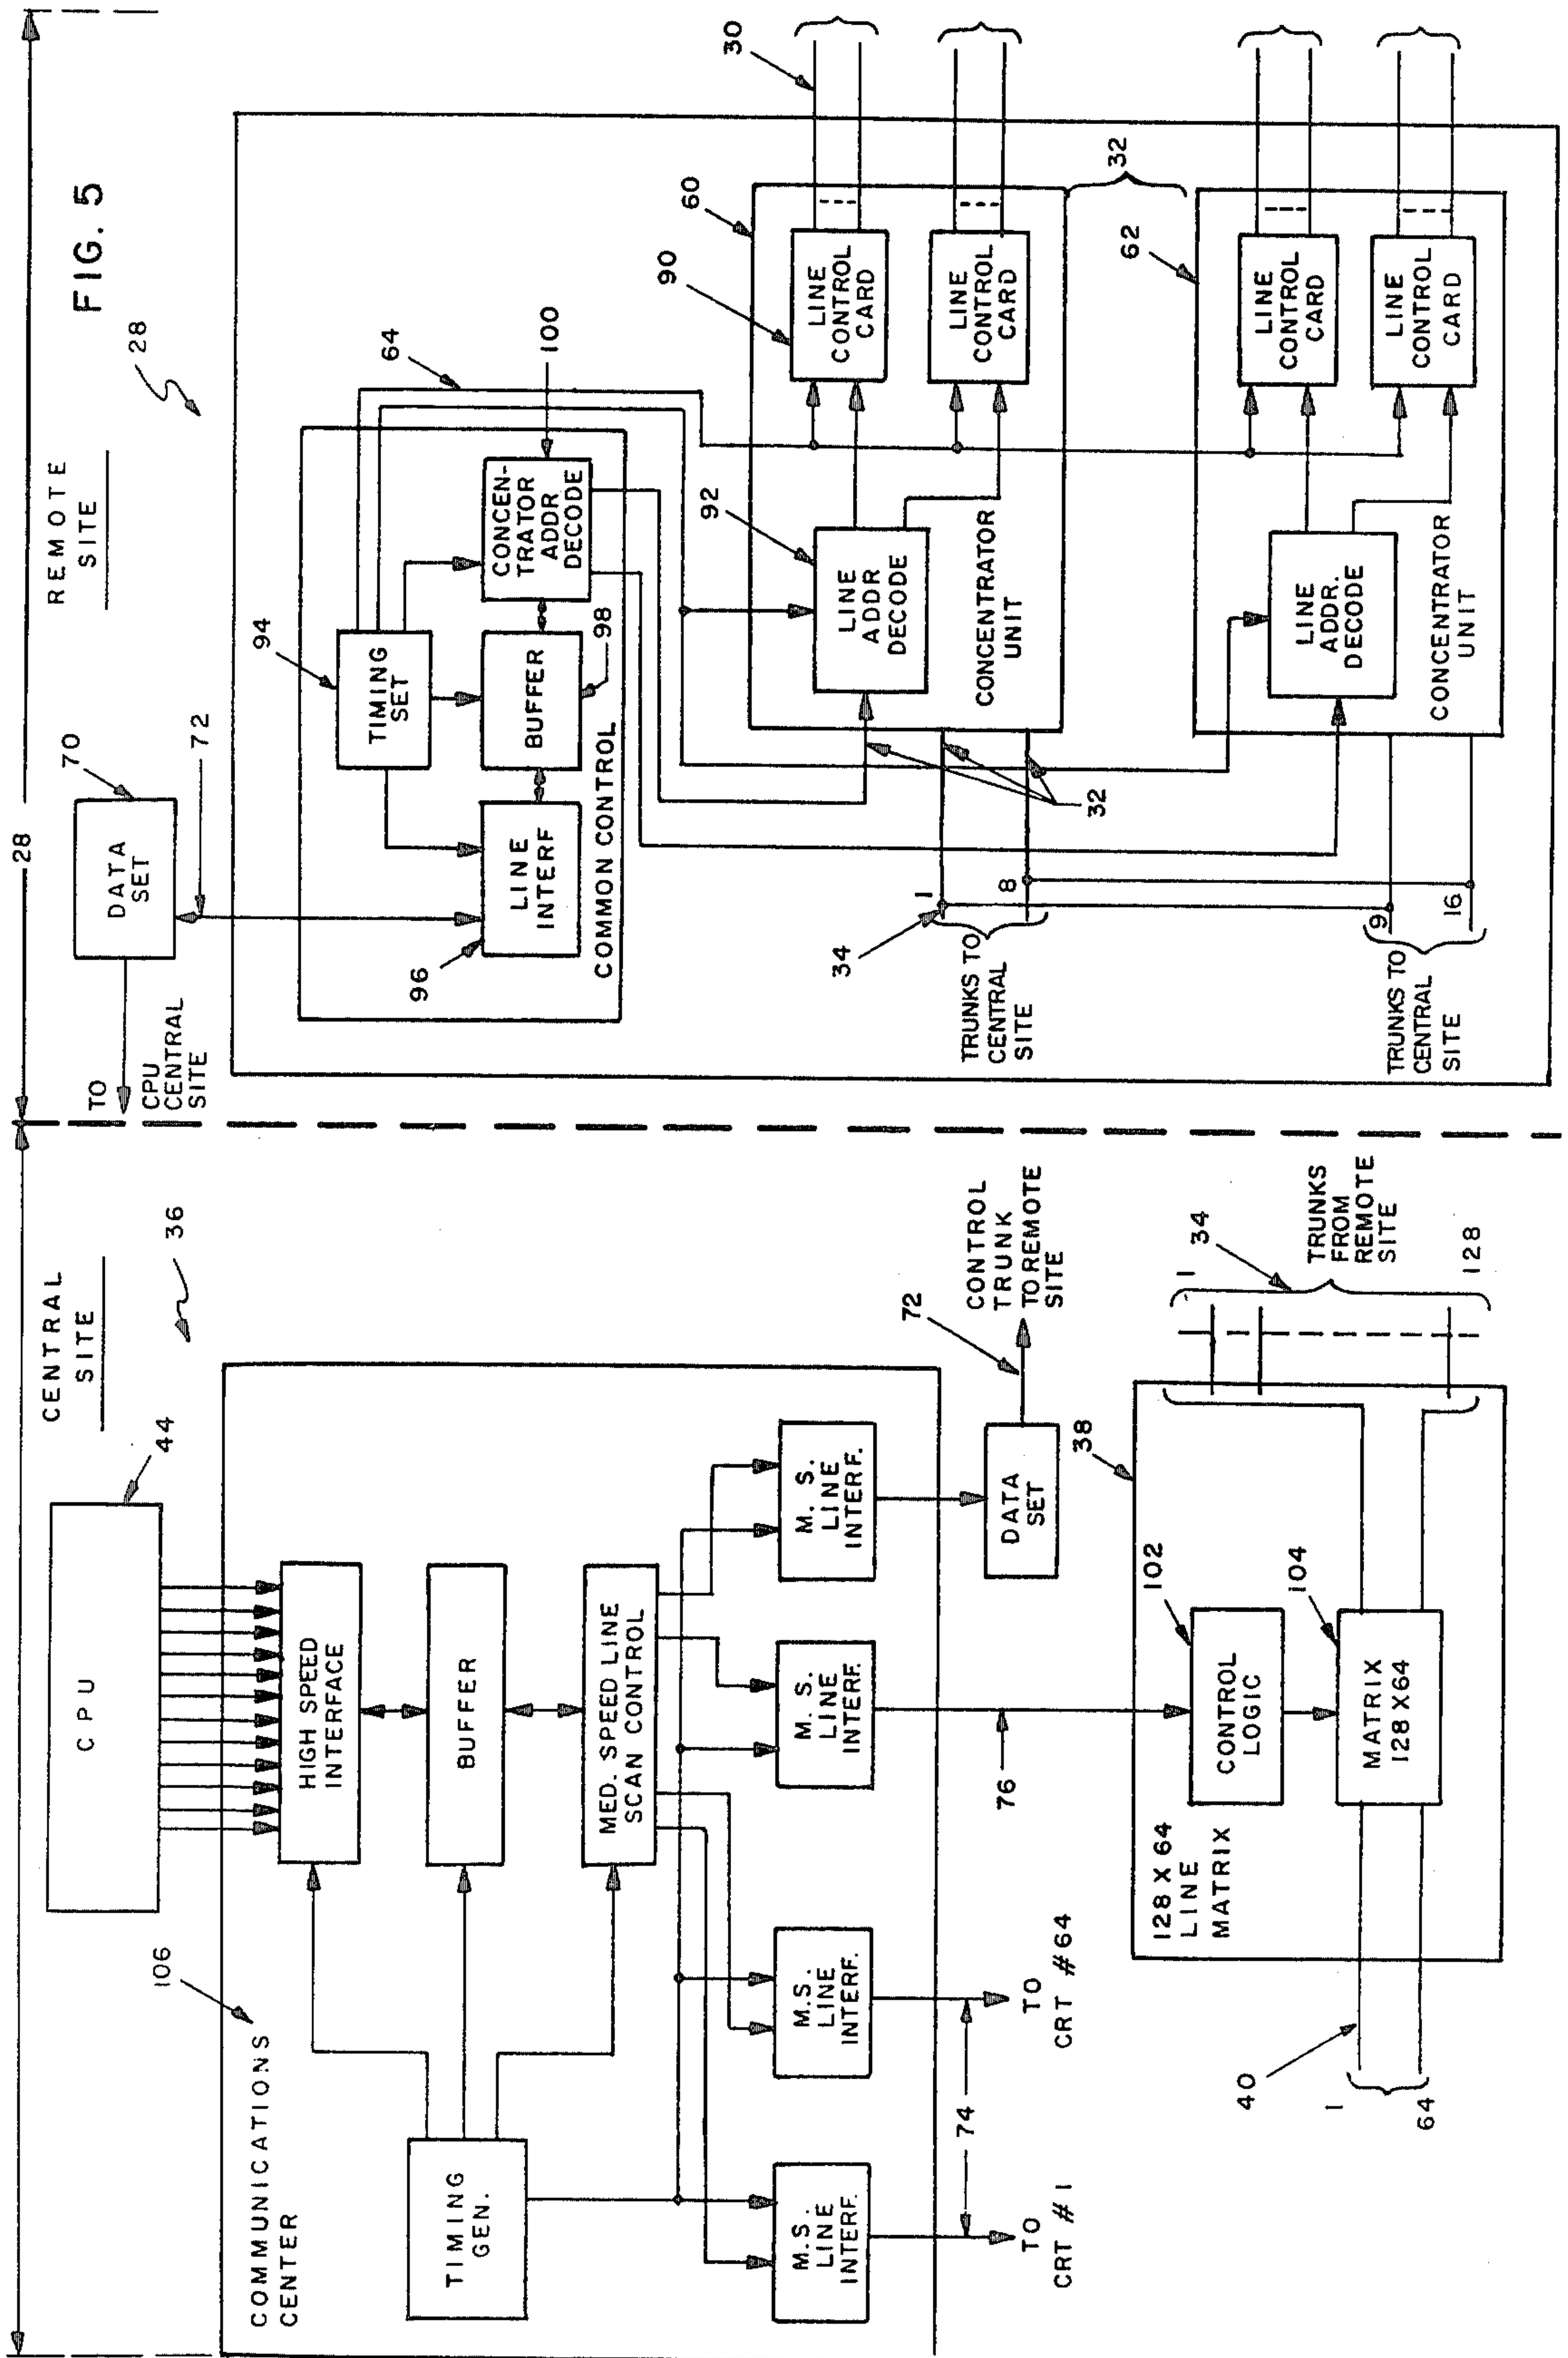 FIG. 5
28
CENTRAL
SITE
36
CPU
44
COMMUNICATIONS
CENTER
106
TIMING
GEN.
HIGH SPEED
INTERFACE
BUFFER
MED. SPEED LINE
SCAN CONTROL
M.S.
LINE
INTERF.
M.S.
LINE
INTERF.
M. S.
LINE
INTERF.
M. S.
LINE
INTERF.
74
TO
CRT #1
TO
CRT #64
76
DATA
SET
72
CONTROL
TRUNK
TO REMOTE
SITE
128 X 64
LINE
MATRIX
38
CONTROL
LOGIC
102
MATRIX
128 X 64
104
40
1
64
1
34
TRUNKS
FROM
REMOTE
SITE
128
REMOTE
SITE
28
TO
CPU
CENTRAL
SITE
DATA
SET
70
72
TIMING
SET
94
LINE
INTERF
96
BUFFER
98
CONCEN-
TRATOR
ADDR
DECODE
100
COMMON CONTROL
64
60
LINE
ADDR
DECODE
92
LINE
CONTROL
CARD
90
LINE
CONTROL
CARD
30
CONCENTRATOR
UNIT
32
32
34
1
8
TRUNKS TO
CENTRAL
SITE
62
LINE
ADDR.
DECODE
LINE
CONTROL
CARD
LINE
CONTROL
CARD
CONCENTRATOR
UNIT
9
16
TRUNKS TO
CENTRAL
SITE